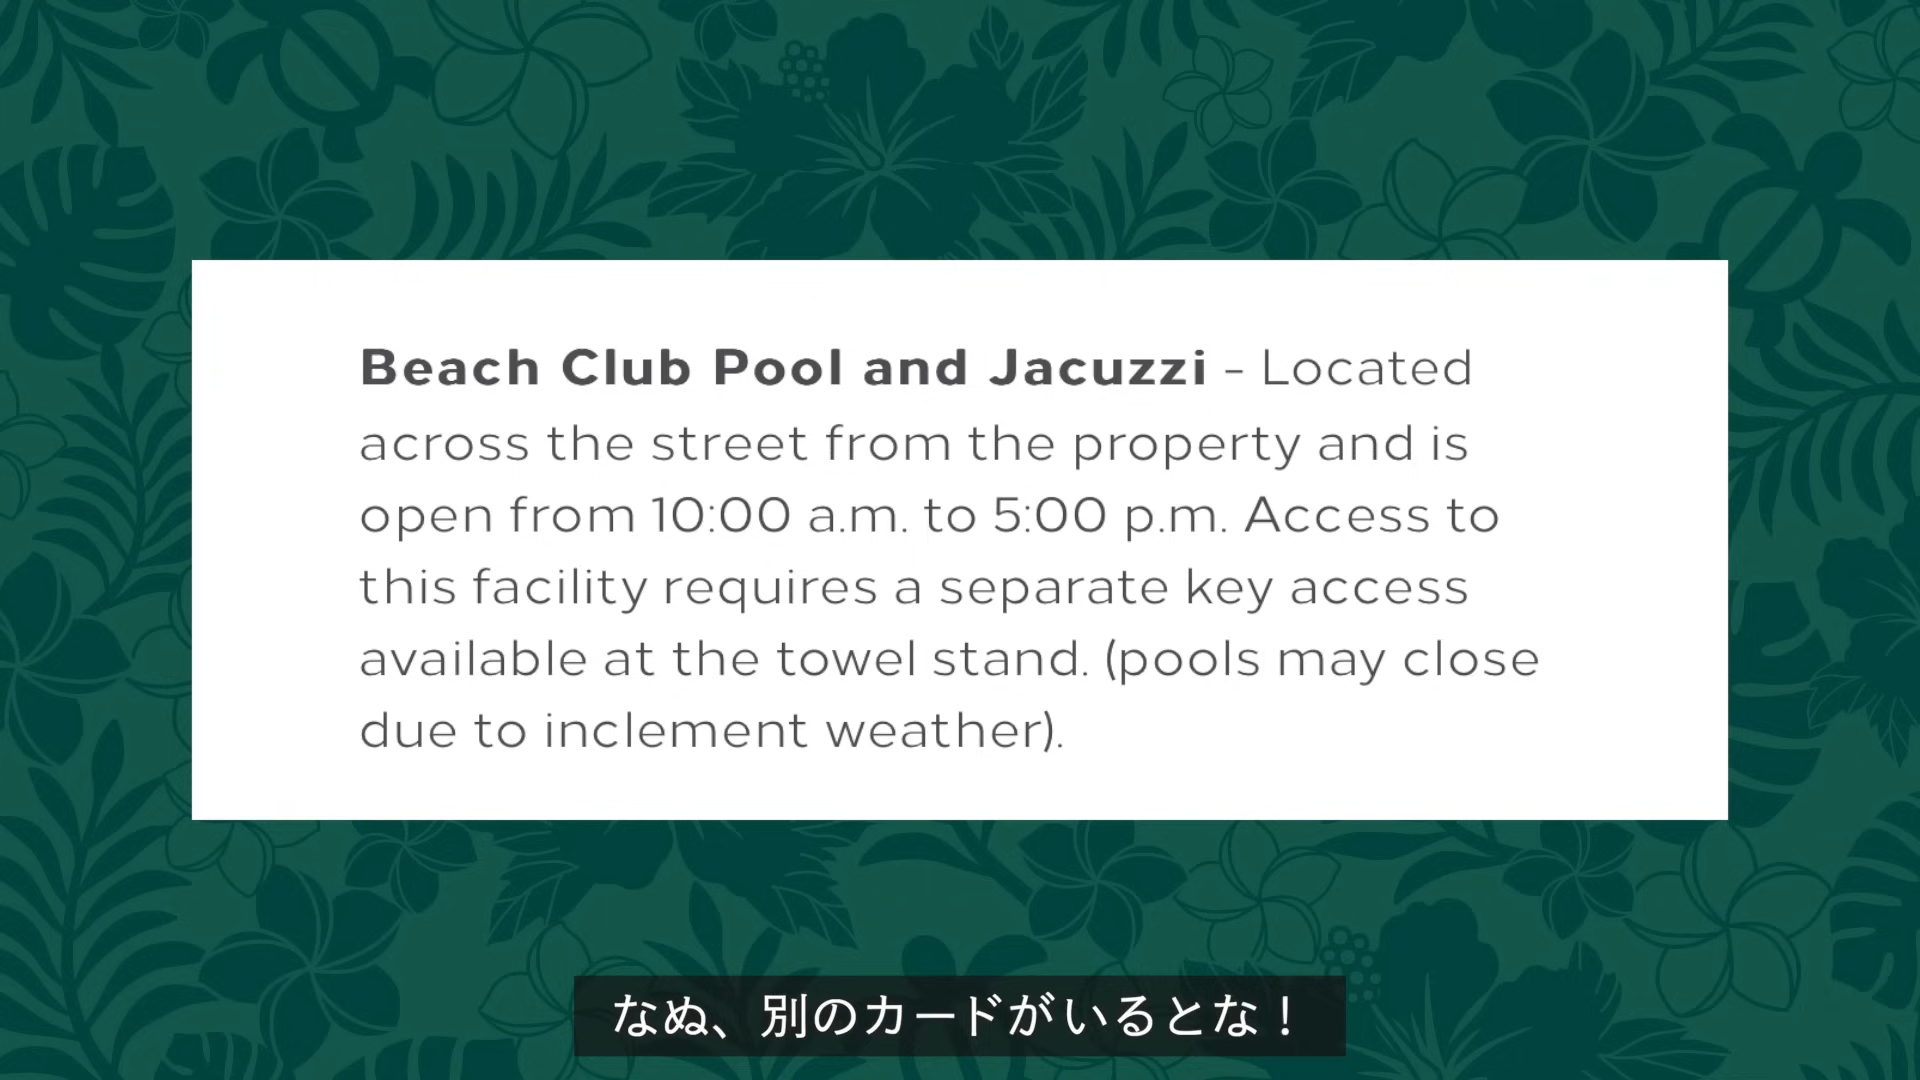 Beach Club Pool and Jacuzzi - Located
across the street from the property and is
open from 10:00 a.m. to 5:00 p.m. Access to
this facility requires a separate key access
available at the towel stand. (pools may close
due to inclement weather).
なぬ、別のカードがいるとな！